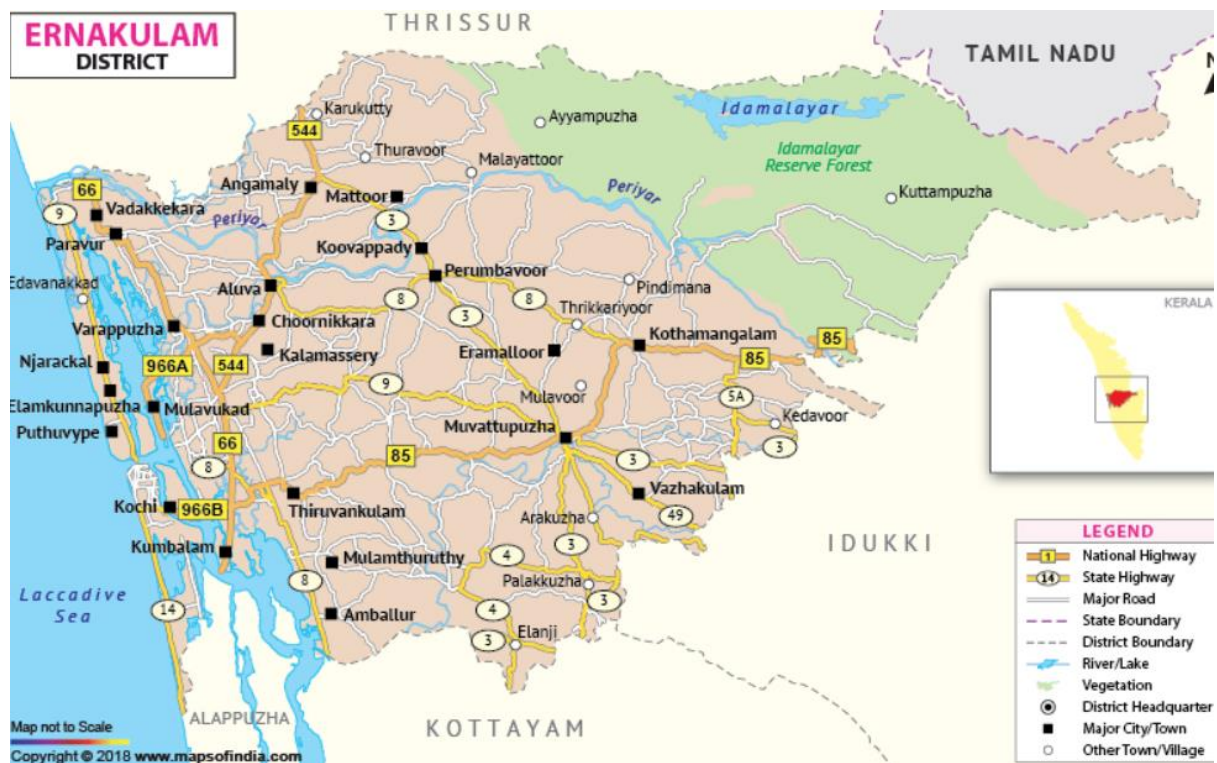 ERNAKULAM
DISTRICT
THRISSUR
TAMIL NADU
N
Karukutty
544
Ayyampuzha
Idamalayar
Thuravoor
Malayattoor
Idamalayar
Reserve Forest
Angamaly
Mattoor
Periyar
Kuttampuzha
66
9
Vadakkekara
Periyar
3
Paravur
Koovappady
Perumbavoor
Edavanakkad
Aluva
8
8
Pindimana
Thrikkariyoor
3
Varappuzha
Choornikkara
Kothamangalam
85
KERALA
Njarackal
966A
544
Kalamassery
Eramalloor
85
9
Mulavoor
5A
Elamkunnapuzha
Mulavukad
Kedavoor
Puthuvype
66
Muvattupuzha
3
8
85
3
Kochi
966B
Thiruvankulam
Vazhakulam
49
Arakuzha
Kumbalam
3
IDUKKI
Mulamthuruthy
4
8
Palakkuzha
3
Laccadive
Sea
14
Amballur
4
3
Elanji
ALAPPUZHA
KOTTAYAM
LEGEND
1 National Highway
14 State Highway
Major Road
State Boundary
District Boundary
River/Lake
Vegetation
District Headquarter
Major City/Town
Other Town/Village
Map not to Scale
Copyright © 2018 www.mapsofindia.com